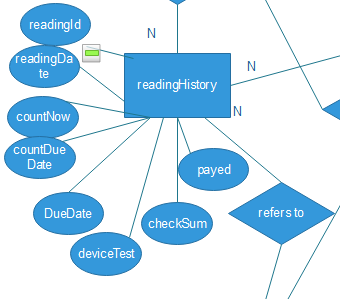 readingId
N
readingDa
te
N
readingHistory
countNow
N
countDue
Date
payed
DueDate
checkSum
refers to
deviceTest